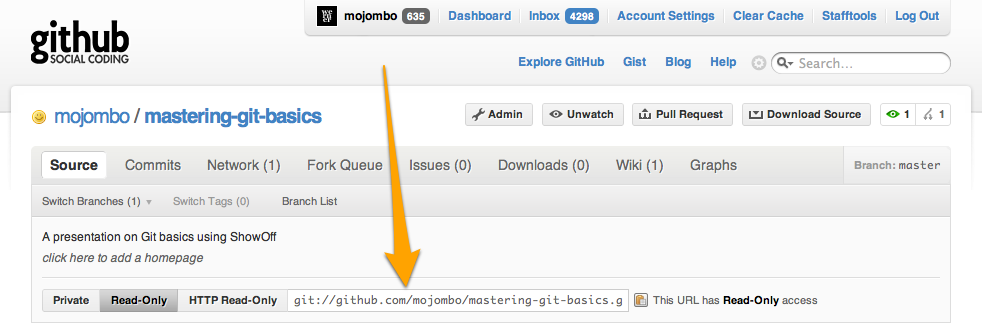 mojombo 635 Dashboard Inbox 4298 Account Settings Clear Cache Stafftools Log Out
github
SOCIAL CODING
Explore GitHub Gist Blog Help Search...
mojombo / mastering-git-basics Admin Unwatch Pull Request Download Source 1 1
Source Commits Network (1) Fork Queue Issues (0) Downloads (0) Wiki (1) Graphs Branch: master
Switch Branches (1) Switch Tags (0) Branch List
A presentation on Git basics using ShowOff
click here to add a homepage
Private Read-Only HTTP Read-Only git://github.com/mojombo/mastering-git-basics.g This URL has Read-Only access